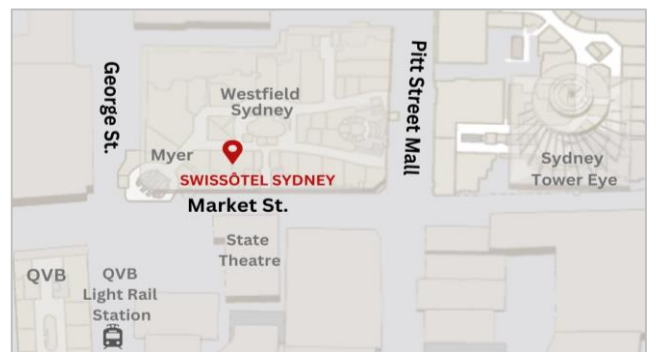 George St.
Westfield
Sydney
Myer
SWISSÔTEL SYDNEY
Market St.
Pitt Street Mall
Sydney
Tower Eye
State
Theatre
QVB
QVB
Light Rail
Station